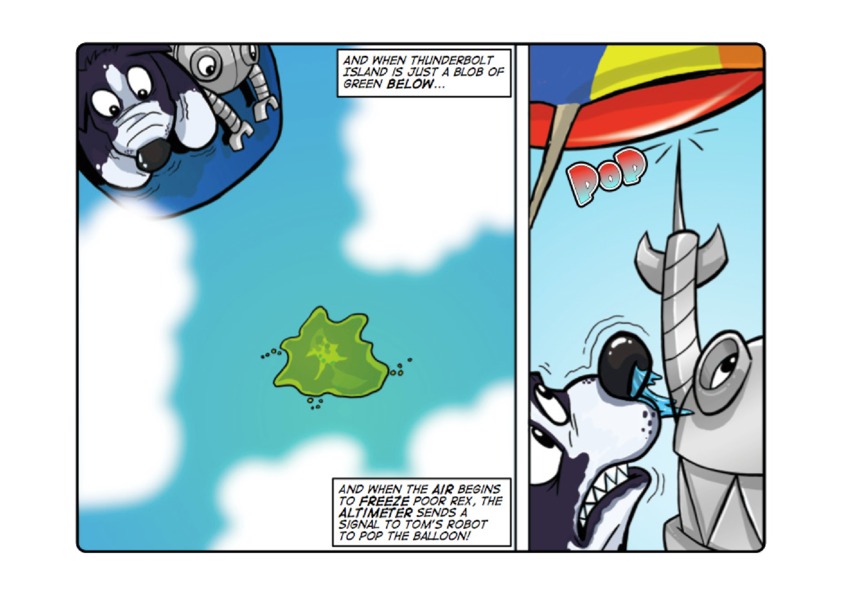 AND WHEN THUNDERBOLT
ISLAND IS JUST A BLOB OF
GREEN BELOW...
POP
AND WHEN THE AIR BEGINS
TO FREEZE POOR REX, THE
ALTIMETER SENDS A
SIGNAL TO TOM'S ROBOT
TO POP THE BALLOON!